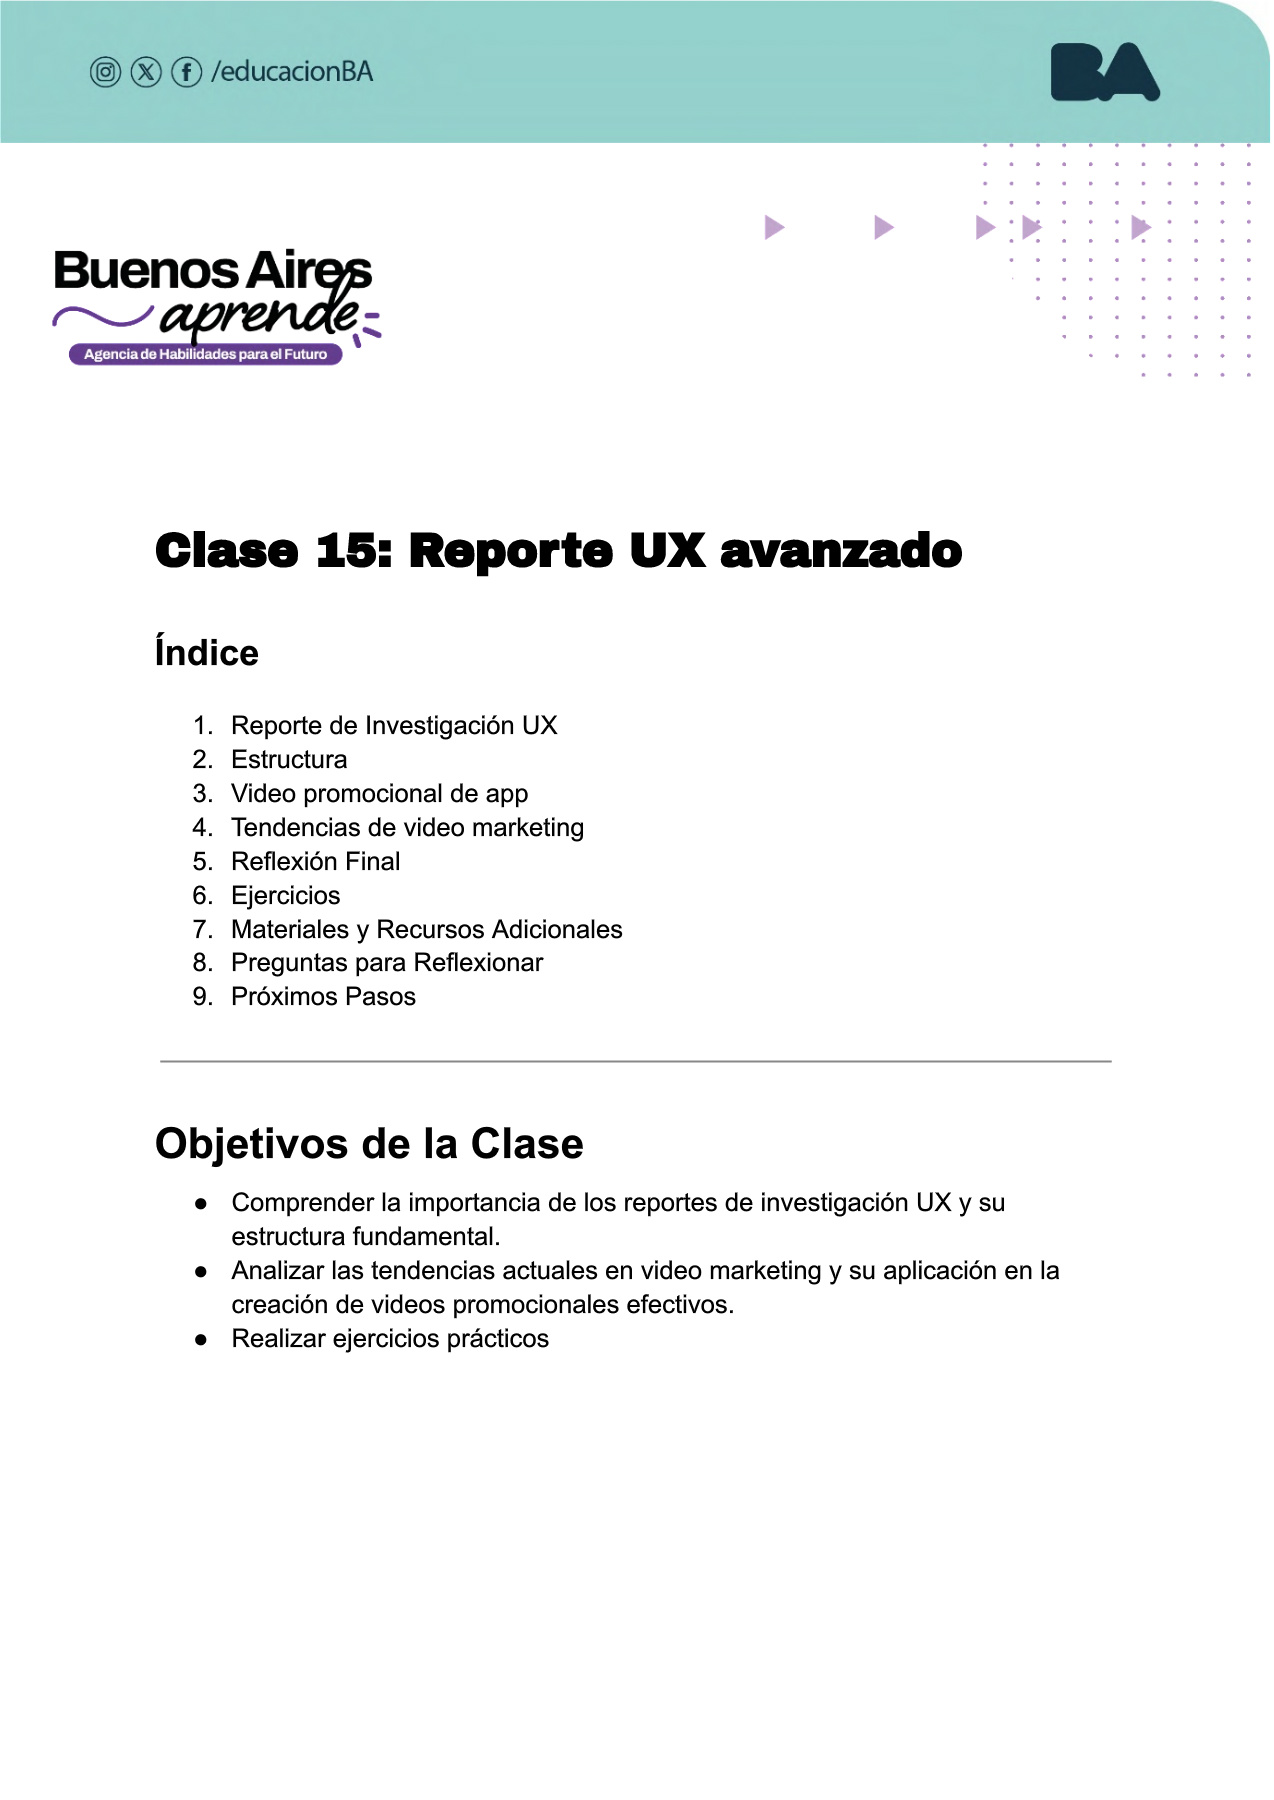 /educacionBA
BA
Buenos Aires
aprende
Agencia de Habilidades para el Futuro
Clase 15: Reporte UX avanzado
Índice
1. Reporte de Investigación UX
2. Estructura
3. Video promocional de app
4. Tendencias de video marketing
5. Reflexión Final
6. Ejercicios
7. Materiales y Recursos Adicionales
8. Preguntas para Reflexionar
9. Próximos Pasos
Objetivos de la Clase
● Comprender la importancia de los reportes de investigación UX y su
estructura fundamental.
● Analizar las tendencias actuales en video marketing y su aplicación en la
creación de videos promocionales efectivos.
● Realizar ejercicios prácticos